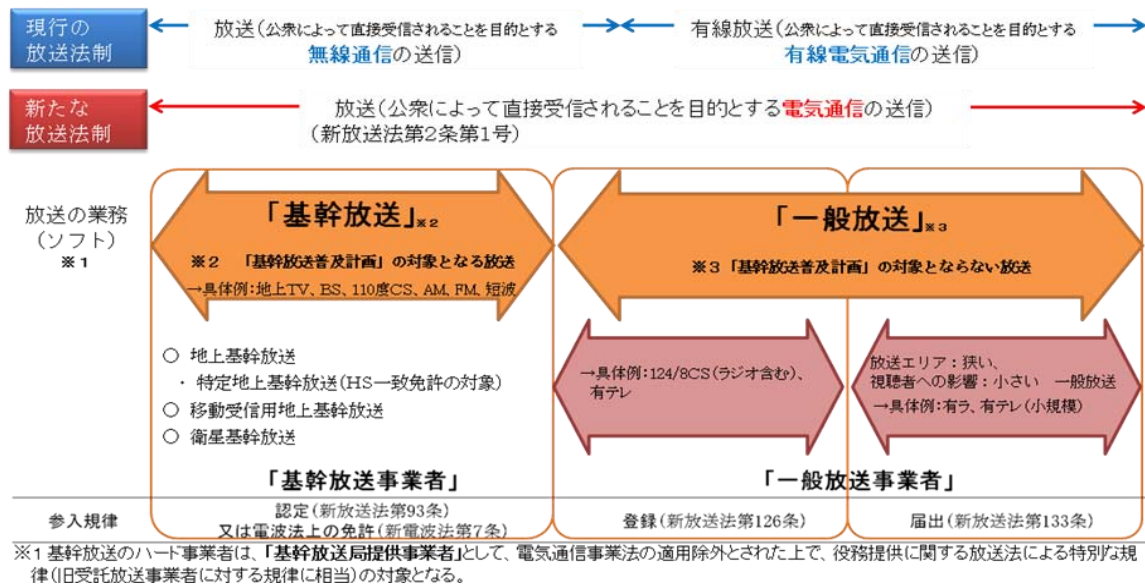 現行の
放送法制
放送(公衆によって直接受信されることを目的とする
無線通信の送信)
有線放送(公衆によって直接受信されることを目的とする
有線電気通信の送信)
新たな
放送法制
放送(公衆によって直接受信されることを目的とする電気通信の送信)
(新放送法第2条第1号)
放送の業務
(ソフト)
※1
「基幹放送」※2
※2 「基幹放送普及計画」の対象となる放送
→具体例:地上TV、BS、110度CS、AM、FM、短波
「一般放送」※3
※3「基幹放送普及計画」の対象とならない放送
○ 地上基幹放送
・特定地上基幹放送(HS一致免許の対象)
○ 移動受信用地上基幹放送
○ 衛星基幹放送
→具体例:124/8CS(ラジオ含む)、
有テレ
放送エリア:狭い、
視聴者への影響:小さい 一般放送
→具体例:有ラ、有テレ(小規模)
「基幹放送事業者」
「一般放送事業者」
参入規律
認定(新放送法第93条)
又は電波法上の免許(新電波法第7条)
登録(新放送法第126条)
届出(新放送法第133条)
※1 基幹放送のハード事業者は、「基幹放送局提供事業者」として、電気通信事業法の適用除外とされた上で、役務提供に関する放送法による特別な規
律(旧受託放送事業者に対する規律に相当)の対象となる。